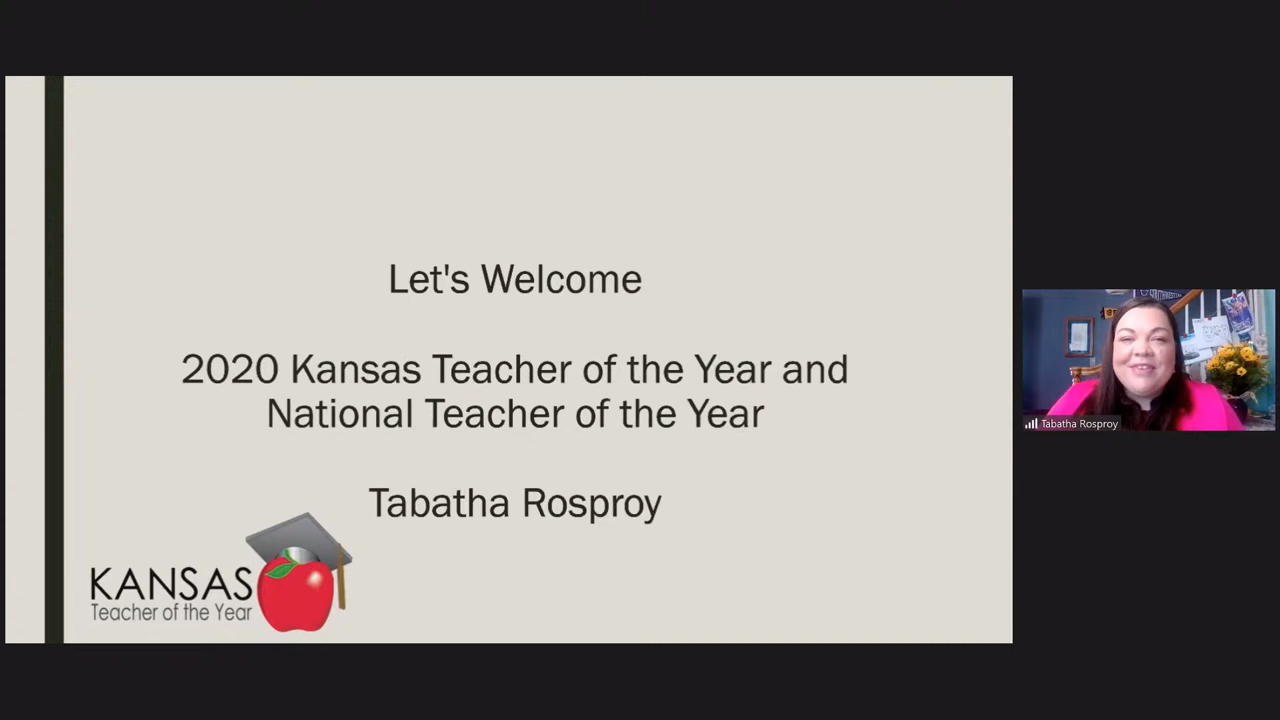 Let's Welcome
2020 Kansas Teacher of the Year and
National Teacher of the Year
Tabatha Rosproy
KANSAS
Teacher of the Year
Tabatha Rosproy